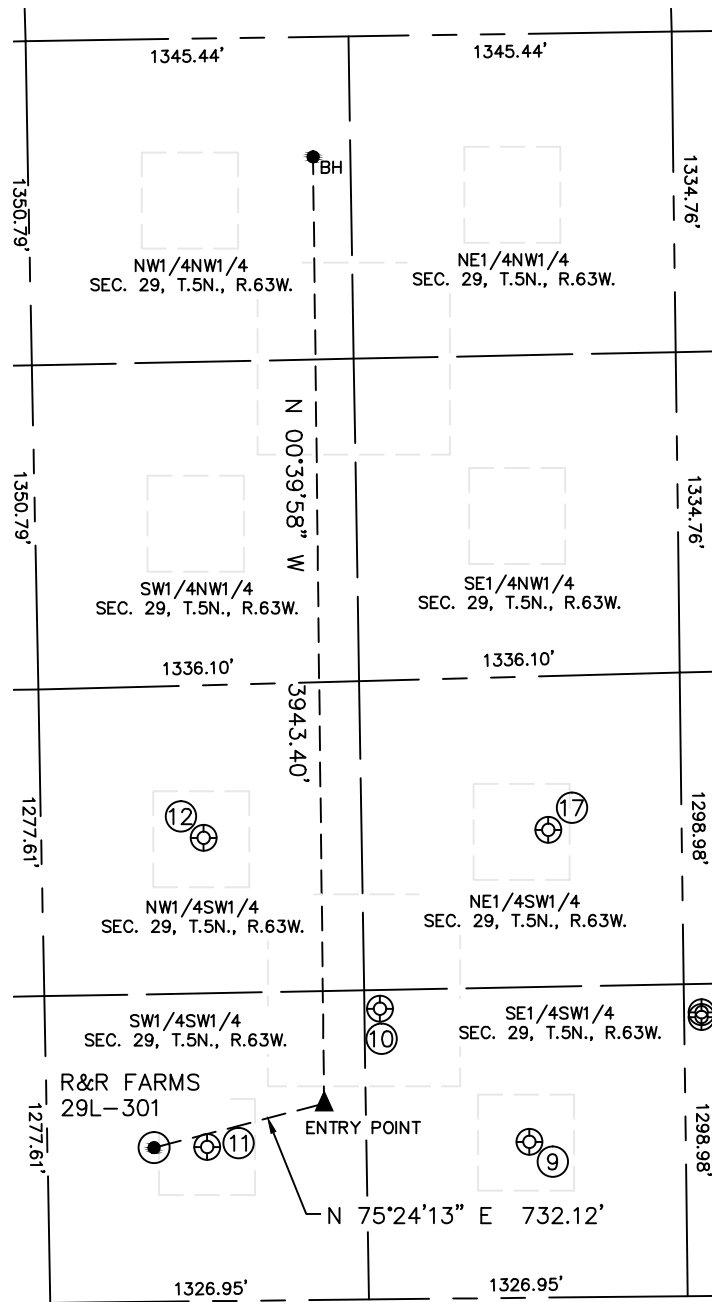 1345.44'
1345.44'
BH
1350.79'
1334.76'
NW1/4NW1/4
SEC. 29, T.5N., R.63W.
NE1/4NW1/4
SEC. 29, T.5N., R.63W.
N 00°39'58" W
1350.79'
1334.76'
SW1/4NW1/4
SEC. 29, T.5N., R.63W.
SE1/4NW1/4
SEC. 29, T.5N., R.63W.
1336.10'
1336.10'
3943.40'
12
17
1277.61'
1298.98'
NW1/4SW1/4
SEC. 29, T.5N., R.63W.
NE1/4SW1/4
SEC. 29, T.5N., R.63W.
SW1/4SW1/4
SEC. 29, T.5N., R.63W.
10
SE1/4SW1/4
SEC. 29, T.5N., R.63W.
R&R FARMS
29L-301
ENTRY POINT
1277.61'
1298.98'
11
9
N 75°24'13" E 732.12'
1326.95'
1326.95'